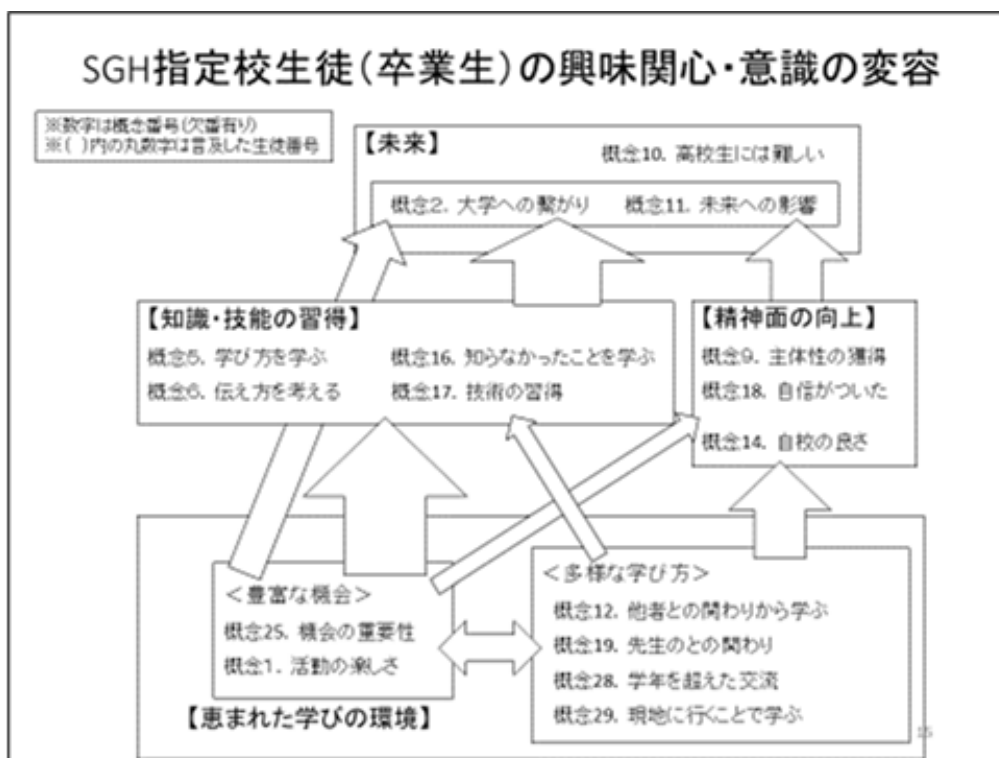 SGH指定校生徒(卒業生)の興味関心・意識の変容
※数字は概念番号(欠番有り)
※( )内の丸数字は言及した生徒番号
【未来】
概念10. 高校生には難しい
概念2. 大学への繋がり
概念11. 未来への影響
【知識・技能の習得】
概念5. 学び方を学ぶ
概念16. 知らなかったことを学ぶ
概念6. 伝え方を考える
概念17. 技術の習得
【精神面の向上】
概念9. 主体性の獲得
概念18. 自信がついた
概念14. 自校の良さ
<豊富な機会>
概念25. 機会の重要性
概念1. 活動の楽しさ
【恵まれた学びの環境】
<多様な学び方>
概念12. 他者との関わりから学ぶ
概念19. 先生のとの関わり
概念28. 学年を超えた交流
概念29. 現地に行くことで学ぶ
15